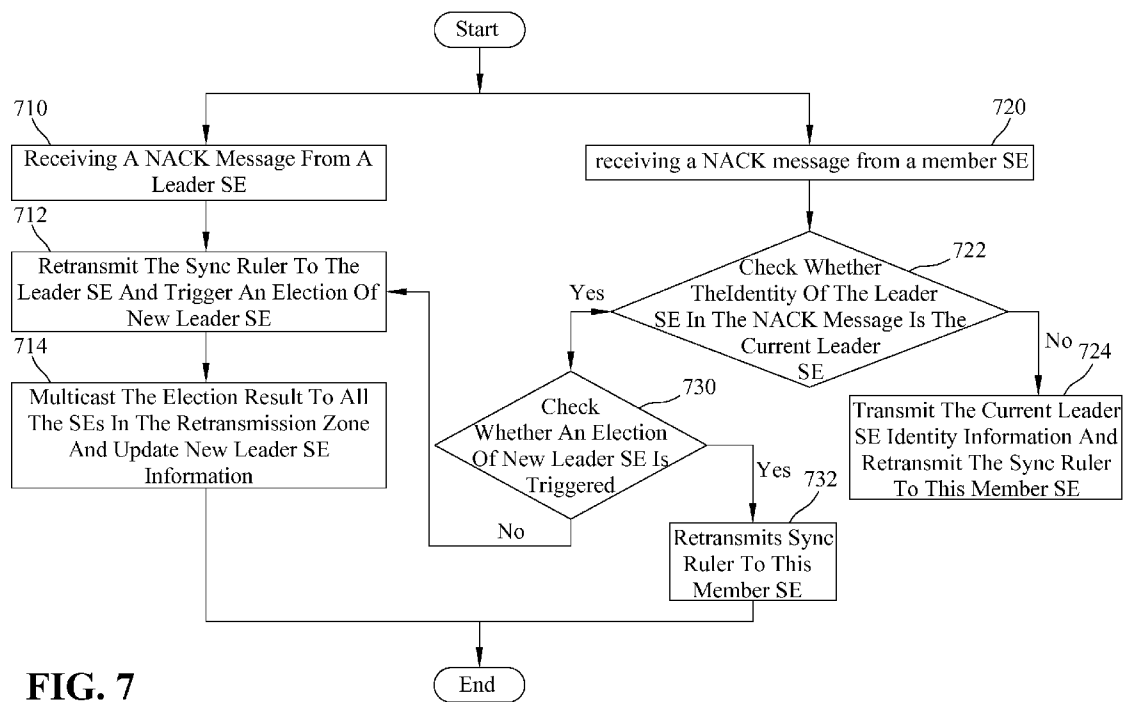 Start
710
Receiving A NACK Message From A
Leader SE
712
Retransmit The Sync Ruler To The
Leader SE And Trigger An Election Of
New Leader SE
714
Multicast The Election Result To All
The SEs In The Retransmission Zone
And Update New Leader SE
Information
720
receiving a NACK message from a member SE
722
Check Whether
TheIdentity Of The Leader
SE In The NACK Message Is The
Current Leader
SE
Yes
No
724
Transmit The Current Leader
SE Identity Information And
Retransmit The Sync Ruler
To This Member SE
730
Check
Whether An Election
Of New Leader SE Is
Triggered
Yes
No
732
Retransmits Sync
Ruler To This
Member SE
End
FIG. 7